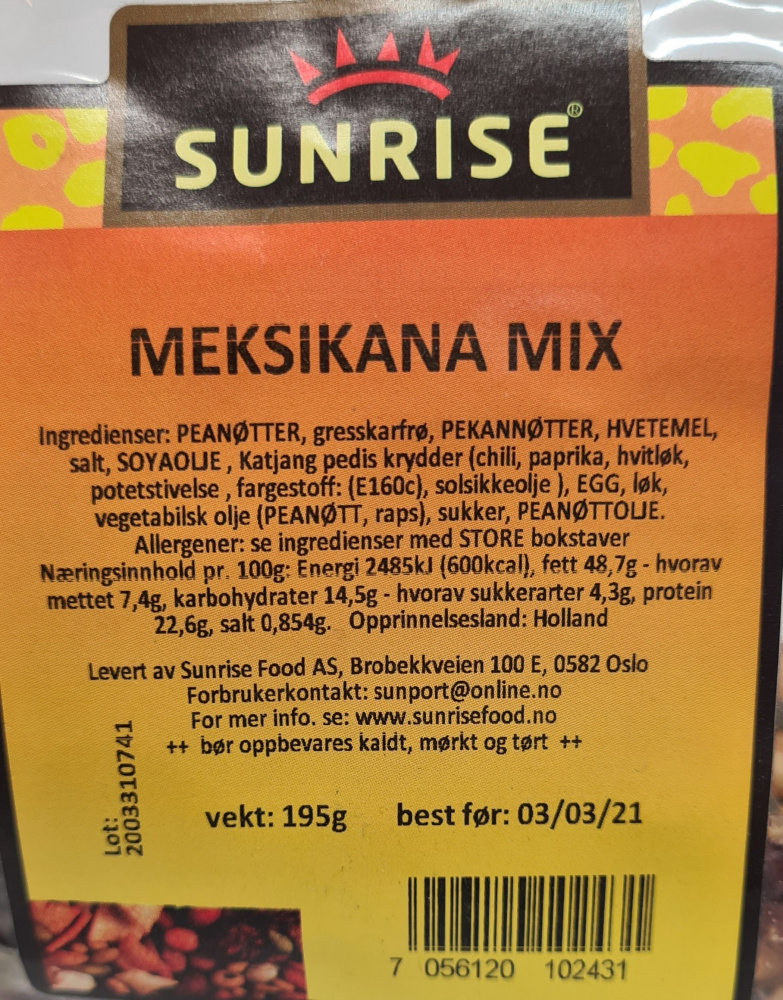 SUNRISE®
MEKSIKANA MIX
Ingredienser: PEANØTTER, gresskarfrø, PEKANNØTTER, HVETEMEL,
salt, SOYAOLJE , Katjang pedis krydder (chili, paprika, hvitløk,
potetstivelse , fargestoff: (E160c), solsikkeolje ), EGG, løk,
vegetabilsk olje (PEANØTT, raps), sukker, PEANØTTOLJE.
Allergener: se ingredienser med STORE bokstaver
Næringsinnhold pr. 100g: Energi 2485kJ (600kcal), fett 48,7g - hvorav
mettet 7,4g, karbohydrater 14,5g - hvorav sukkerarter 4,3g, protein
22,6g, salt 0,854g. Opprinnelsesland: Holland
Levert av Sunrise Food AS, Brobekkveien 100 E, 0582 Oslo
Forbrukerkontakt: sunport@online.no
For mer info. se: www.sunrisefood.no
++ bør oppbevares kaldt, mørkt og tørt ++
Lot:
2003310741
vekt: 195g best før: 03/03/21
7 056120 102431